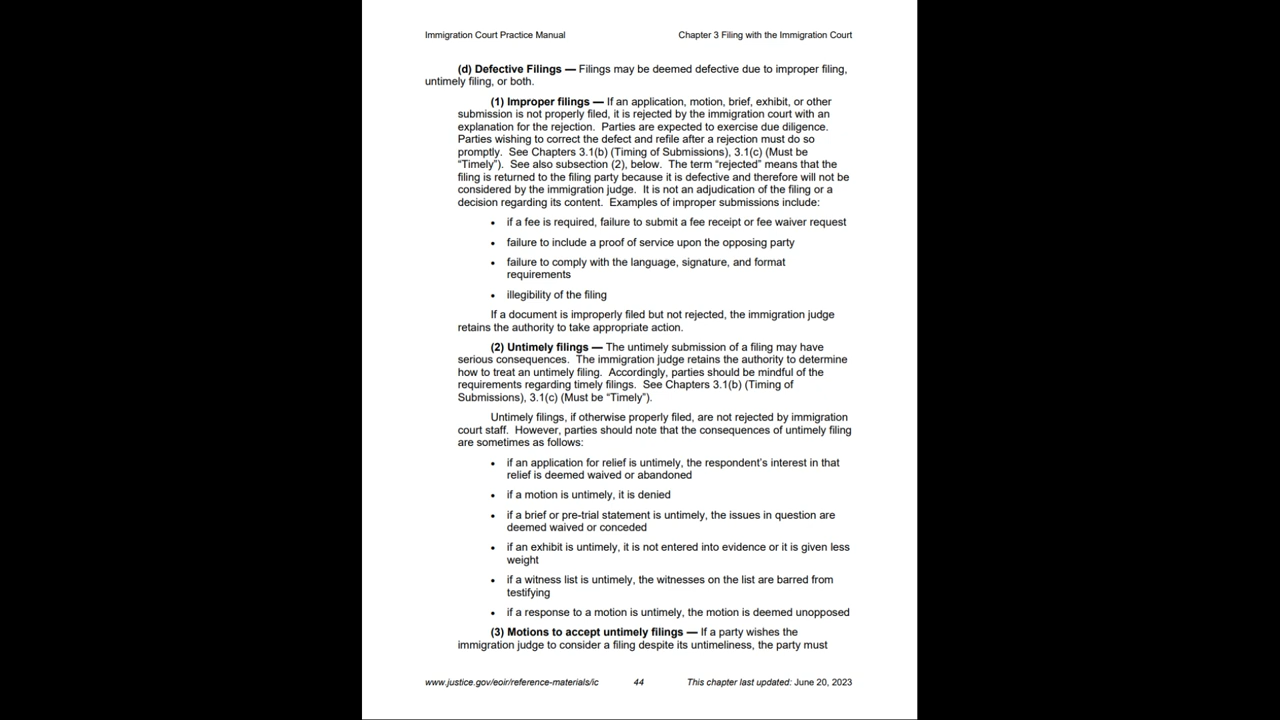 Immigration Court Practice Manual Chapter 3 Filing with the Immigration Court
(d) Defective Filings — Filings may be deemed defective due to improper filing,
untimely filing, or both.
(1) Improper filings — If an application, motion, brief, exhibit, or other
submission is not properly filed, it is rejected by the immigration court with an
explanation for the rejection. Parties are expected to exercise due diligence.
Parties wishing to correct the defect and refile after a rejection must do so
promptly. See Chapters 3.1(b) (Timing of Submissions), 3.1(c) (Must be
“Timely”). See also subsection (2), below. The term “rejected” means that the
filing is returned to the filing party because it is defective and therefore will not be
considered by the immigration judge. It is not an adjudication of the filing or a
decision regarding its content. Examples of improper submissions include:
• if a fee is required, failure to submit a fee receipt or fee waiver request
• failure to include a proof of service upon the opposing party
• failure to comply with the language, signature, and format
requirements
• illegibility of the filing
If a document is improperly filed but not rejected, the immigration judge
retains the authority to take appropriate action.
(2) Untimely filings — The untimely submission of a filing may have
serious consequences. The immigration judge retains the authority to determine
how to treat an untimely filing. Accordingly, parties should be mindful of the
requirements regarding timely filings. See Chapters 3.1(b) (Timing of
Submissions), 3.1(c) (Must be “Timely”).
Untimely filings, if otherwise properly filed, are not rejected by immigration
court staff. However, parties should note that the consequences of untimely filing
are sometimes as follows:
• if an application for relief is untimely, the respondent’s interest in that
relief is deemed waived or abandoned
• if a motion is untimely, it is denied
• if a brief or pre-trial statement is untimely, the issues in question are
deemed waived or conceded
• if an exhibit is untimely, it is not entered into evidence or it is given less
weight
• if a witness list is untimely, the witnesses on the list are barred from
testifying
• if a response to a motion is untimely, the motion is deemed unopposed
(3) Motions to accept untimely filings — If a party wishes the
immigration judge to consider a filing despite its untimeliness, the party must
www.justice.gov/eoir/reference-materials/ic 44 This chapter last updated: June 20, 2023